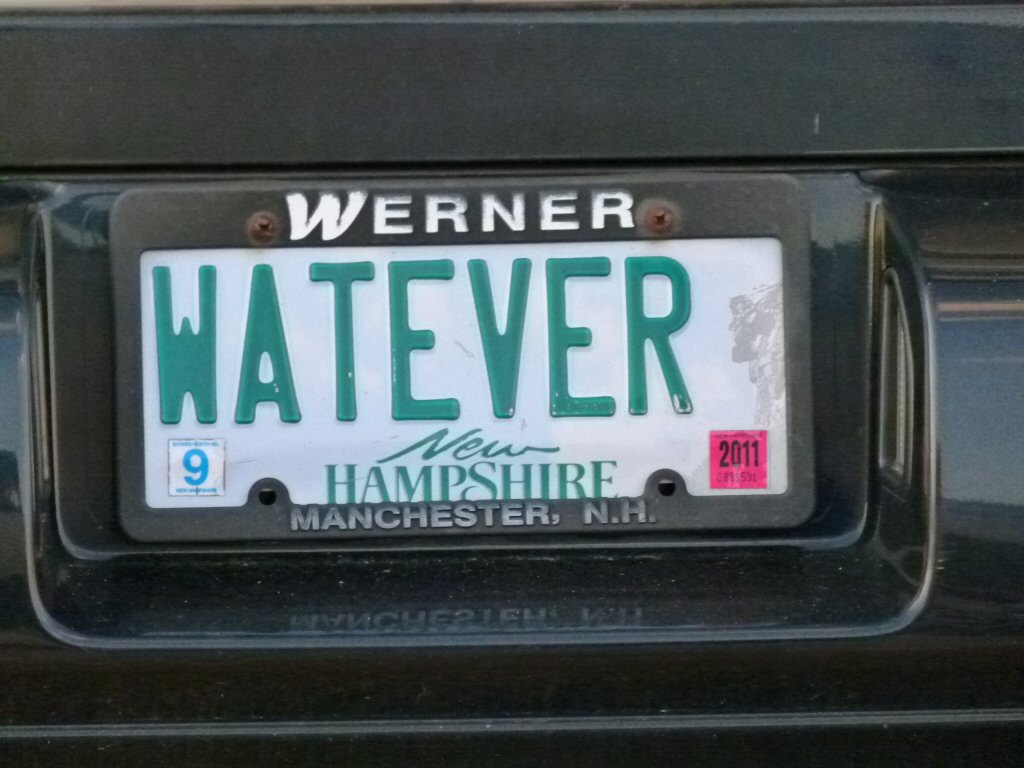 WERNER
WATEVER
New
HAMPSHIRE
9
2011
MANCHESTER, N.H.